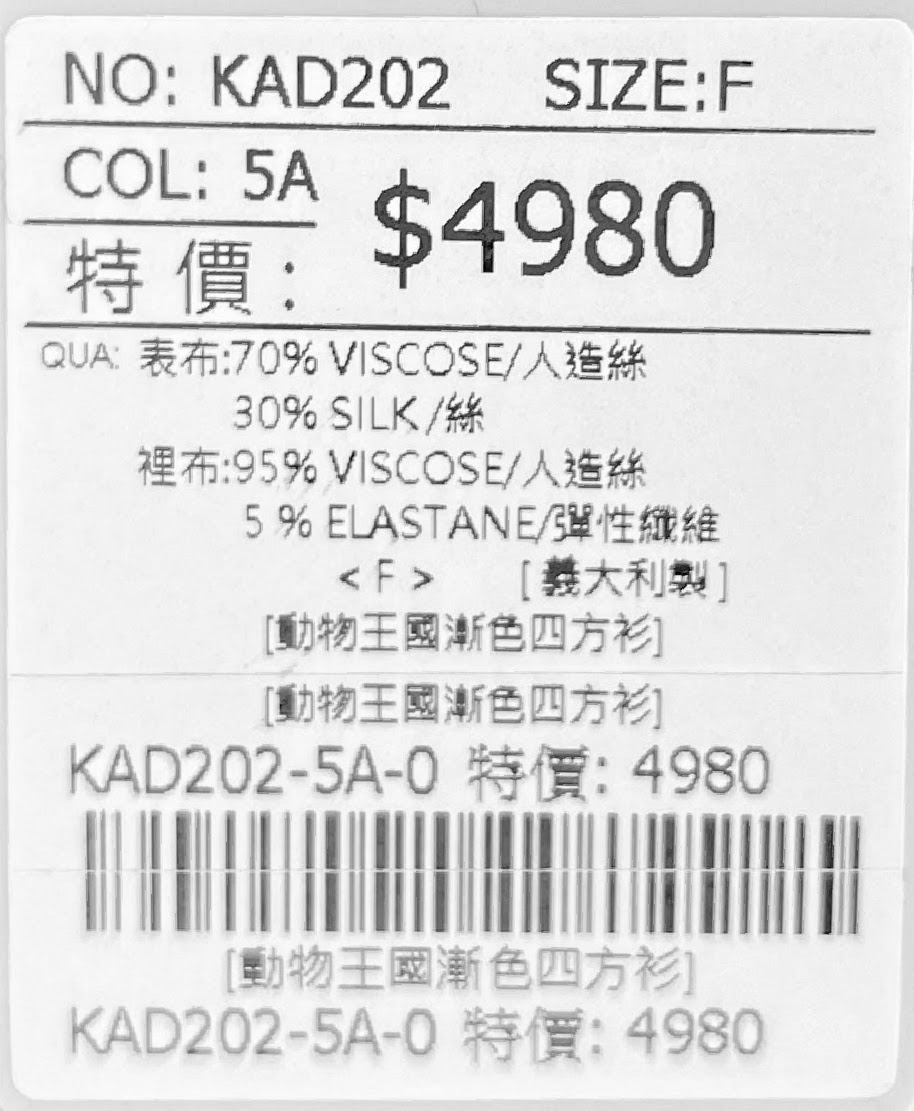 NO: KAD202 SIZE:F
COL: 5A
$4980
特價:
QUA: 表布:70% VISCOSE/人造絲
30% SILK/絲
裡布:95% VISCOSE/人造絲
5 % ELASTANE/彈性纖維
< F > [ 義大利製 ]
[動物王國漸色四方衫]
[動物王國漸色四方衫]
KAD202-5A-0 特價: 4980
[動物王國漸色四方衫]
KAD202-5A-0 特價: 4980